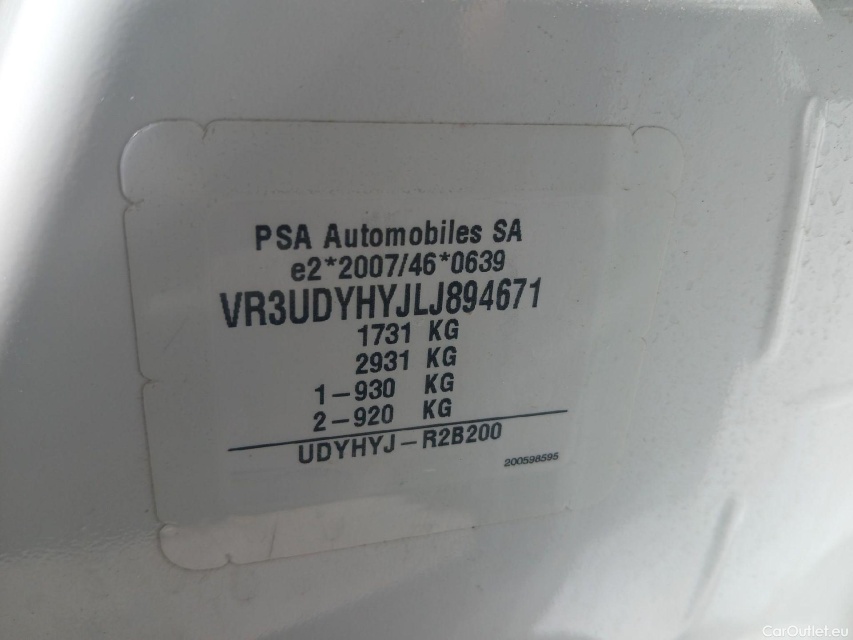 PSA Automobiles SA
e2*2007/46*0639
VR3UDYHYJLJ894671
1731 KG
2931 KG
1-930 KG
2-920 KG
UDYHYJ-R2B200
200598595
CarOutlet.eu